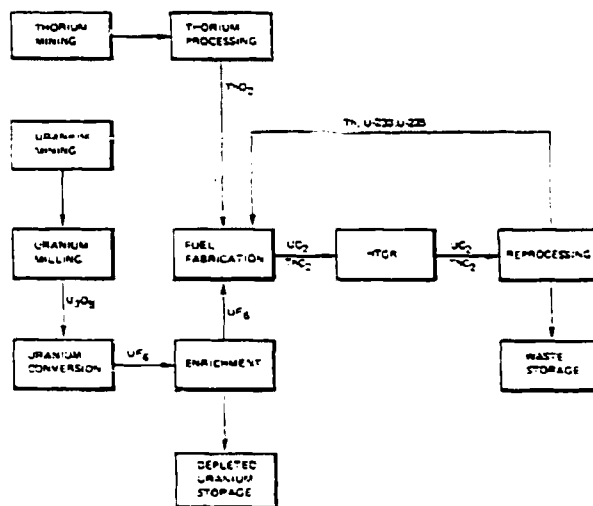 THORIUM
MINING
THORIUM
PROCESSING
ThO₂
URANIUM
MINING
Th, U-233, U-235
URANIUM
MILLING
FUEL
FABRICATION
UC₂
ThC₂
HTGR
UC₂
ThC₂
REPROCESSING
U₃O₈
UF₆
URANIUM
CONVERSION
UF₆
ENRICHMENT
WASTE
STORAGE
DEPLETED
URANIUM
STORAGE